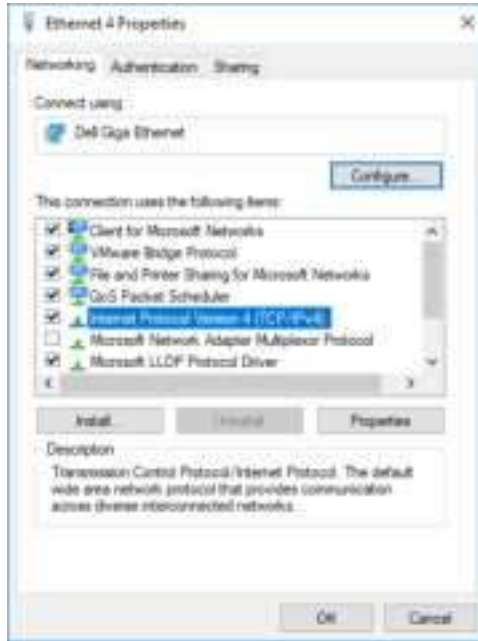 Ethernet 4 Properties
Networking Authentication Sharing
Connect using:
Dell Giga Ethernet
Configure...
This connection uses the following items:
Client for Microsoft Networks
VMware Bridge Protocol
File and Printer Sharing for Microsoft Networks
QoS Packet Scheduler
Internet Protocol Version 4 (TCP/IPv4)
Microsoft Network Adapter Multiplexor Protocol
Microsoft LLDP Protocol Driver
Install... Uninstall Properties
Description
Transmission Control Protocol/Internet Protocol. The default
wide area network protocol that provides communication
across diverse interconnected networks.
OK Cancel